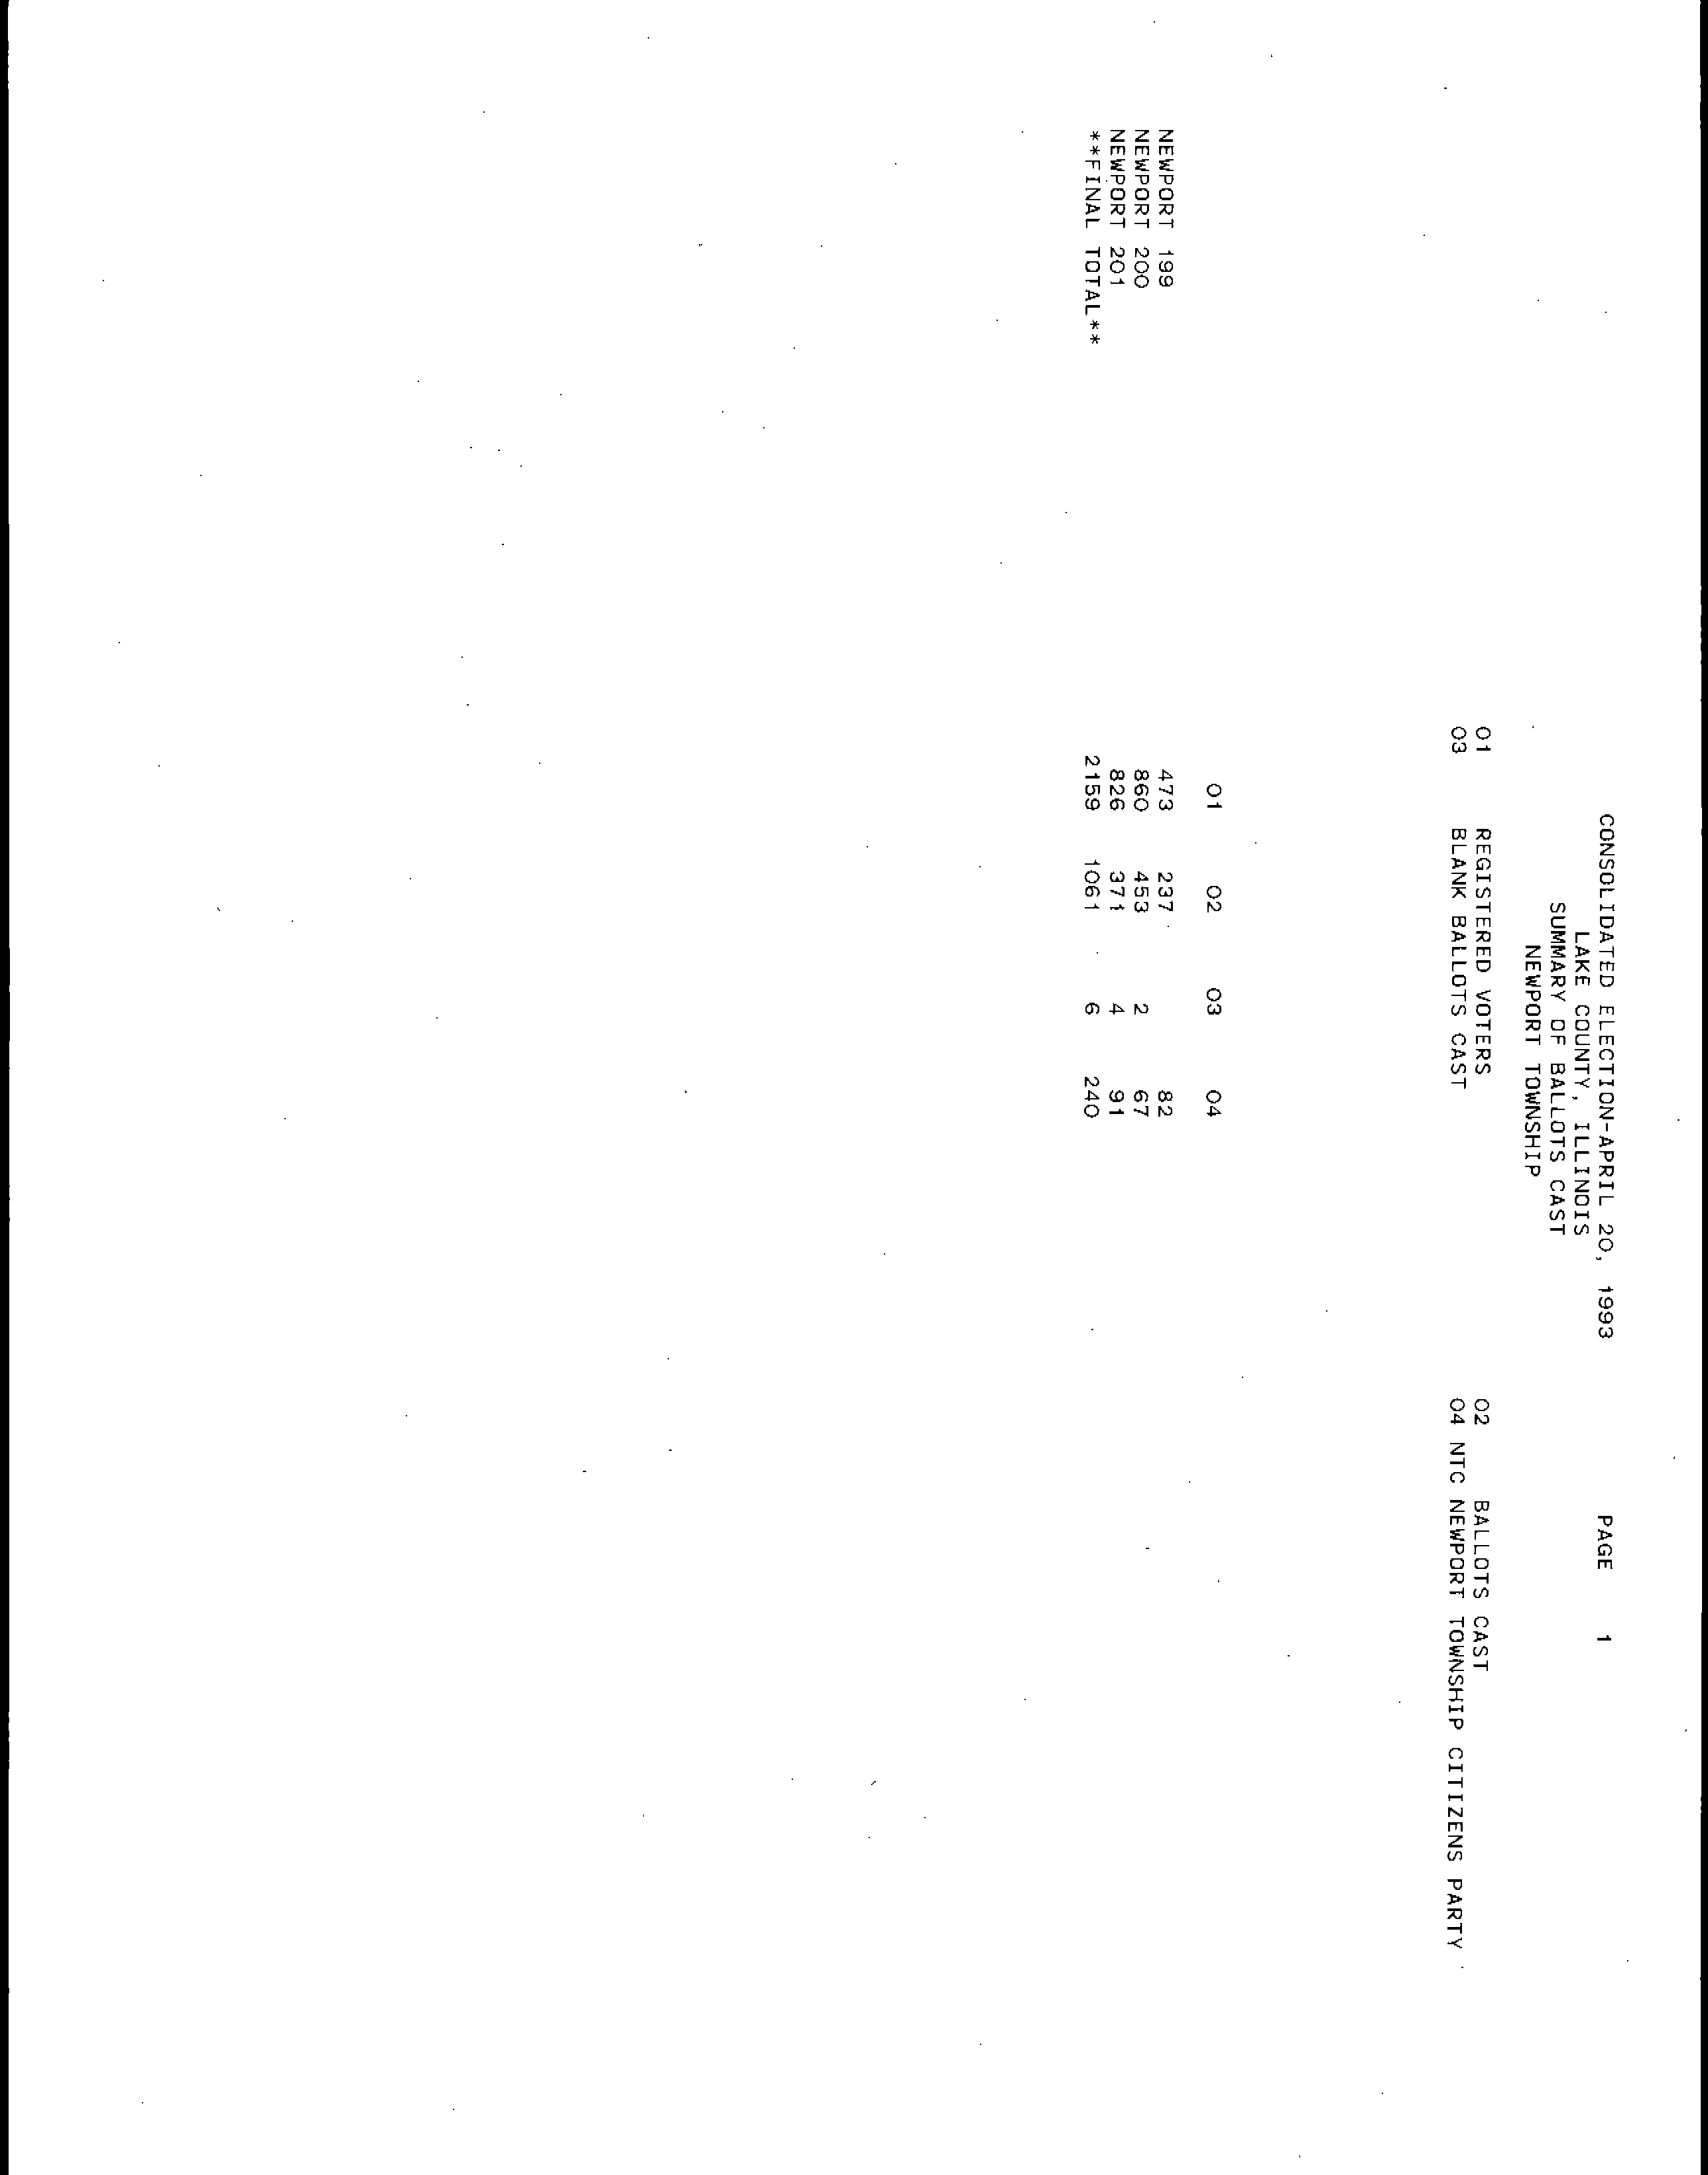 CONSOLIDATED ELECTION-APRIL 20, 1993 PAGE 1
LAKE COUNTY, ILLINOIS
SUMMARY OF BALLOTS CAST
NEWPORT TOWNSHIP
01 REGISTERED VOTERS 02 BALLOTS CAST
03 BLANK BALLOTS CAST 04 NTC NEWPORT TOWNSHIP CITIZENS PARTY
01 02 03 04
NEWPORT 199 473 237 82
NEWPORT 200 860 453 2 67
NEWPORT 201 826 371 4 91
**FINAL TOTAL** 2159 1061 6 240